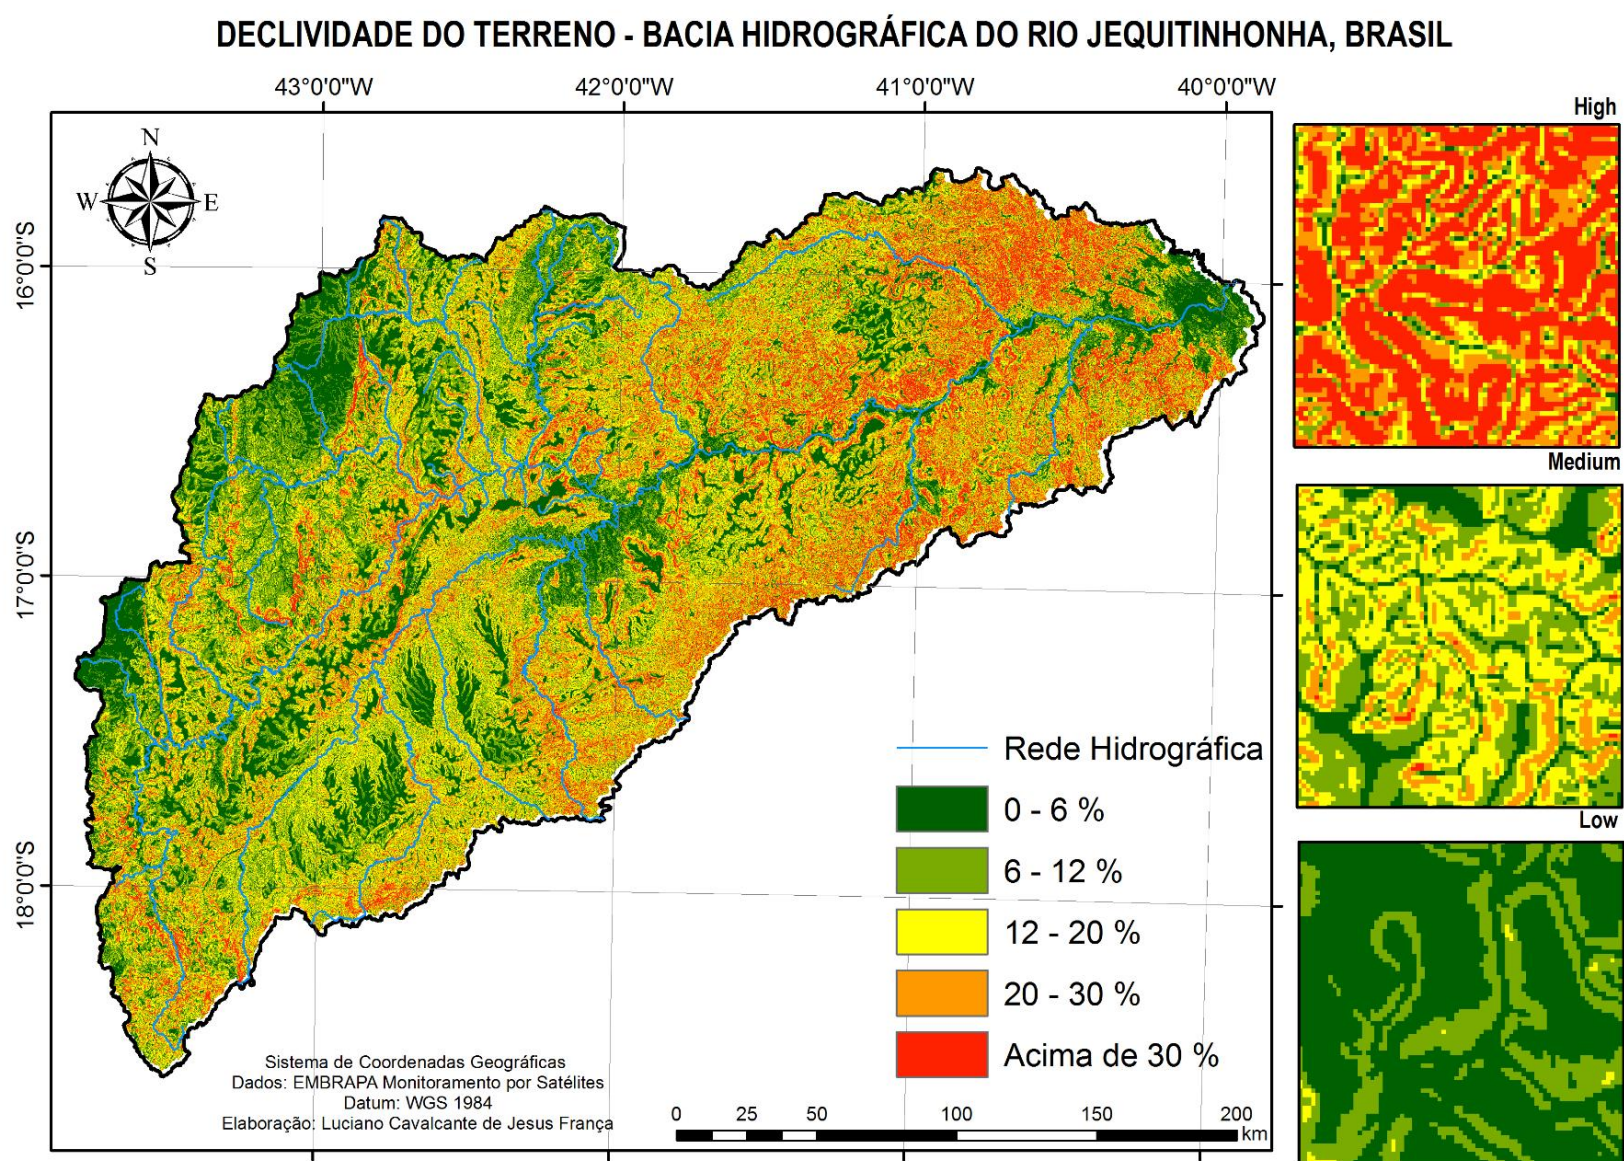 DECLIVIDADE DO TERRENO - BACIA HIDROGRÁFICA DO RIO JEQUITINHONHA, BRASIL
43°0'0"W 42°0'0"W 41°0'0"W 40°0'0"W
High
N
W E
S
16°0'0"S
17°0'0"S
18°0'0"S
Medium
Low
Rede Hidrográfica
0 - 6 %
6 - 12 %
12 - 20 %
20 - 30 %
Acima de 30 %
Sistema de Coordenadas Geográficas
Dados: EMBRAPA Monitoramento por Satélites
Datum: WGS 1984
Elaboração: Luciano Cavalcante de Jesus França
0 25 50 100 150 200
km